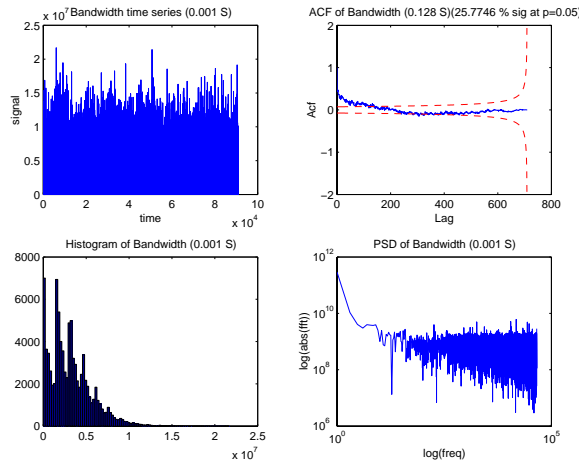 x 10^7 Bandwidth time series (0.001 S)
2.5
2
1.5
1
0.5
0
signal
0 2 4 6 8 10
time
x 10^4
ACF of Bandwidth (0.128 S)(25.7746 % sig at p=0.05)
2
1
0
−1
−2
Acf
0 200 400 600 800
Lag
Histogram of Bandwidth (0.001 S)
8000
6000
4000
2000
0
0 0.5 1 1.5 2 2.5
x 10^7
PSD of Bandwidth (0.001 S)
10^12
10^10
10^8
10^6
log(abs(fft))
10^0 10^5
log(freq)